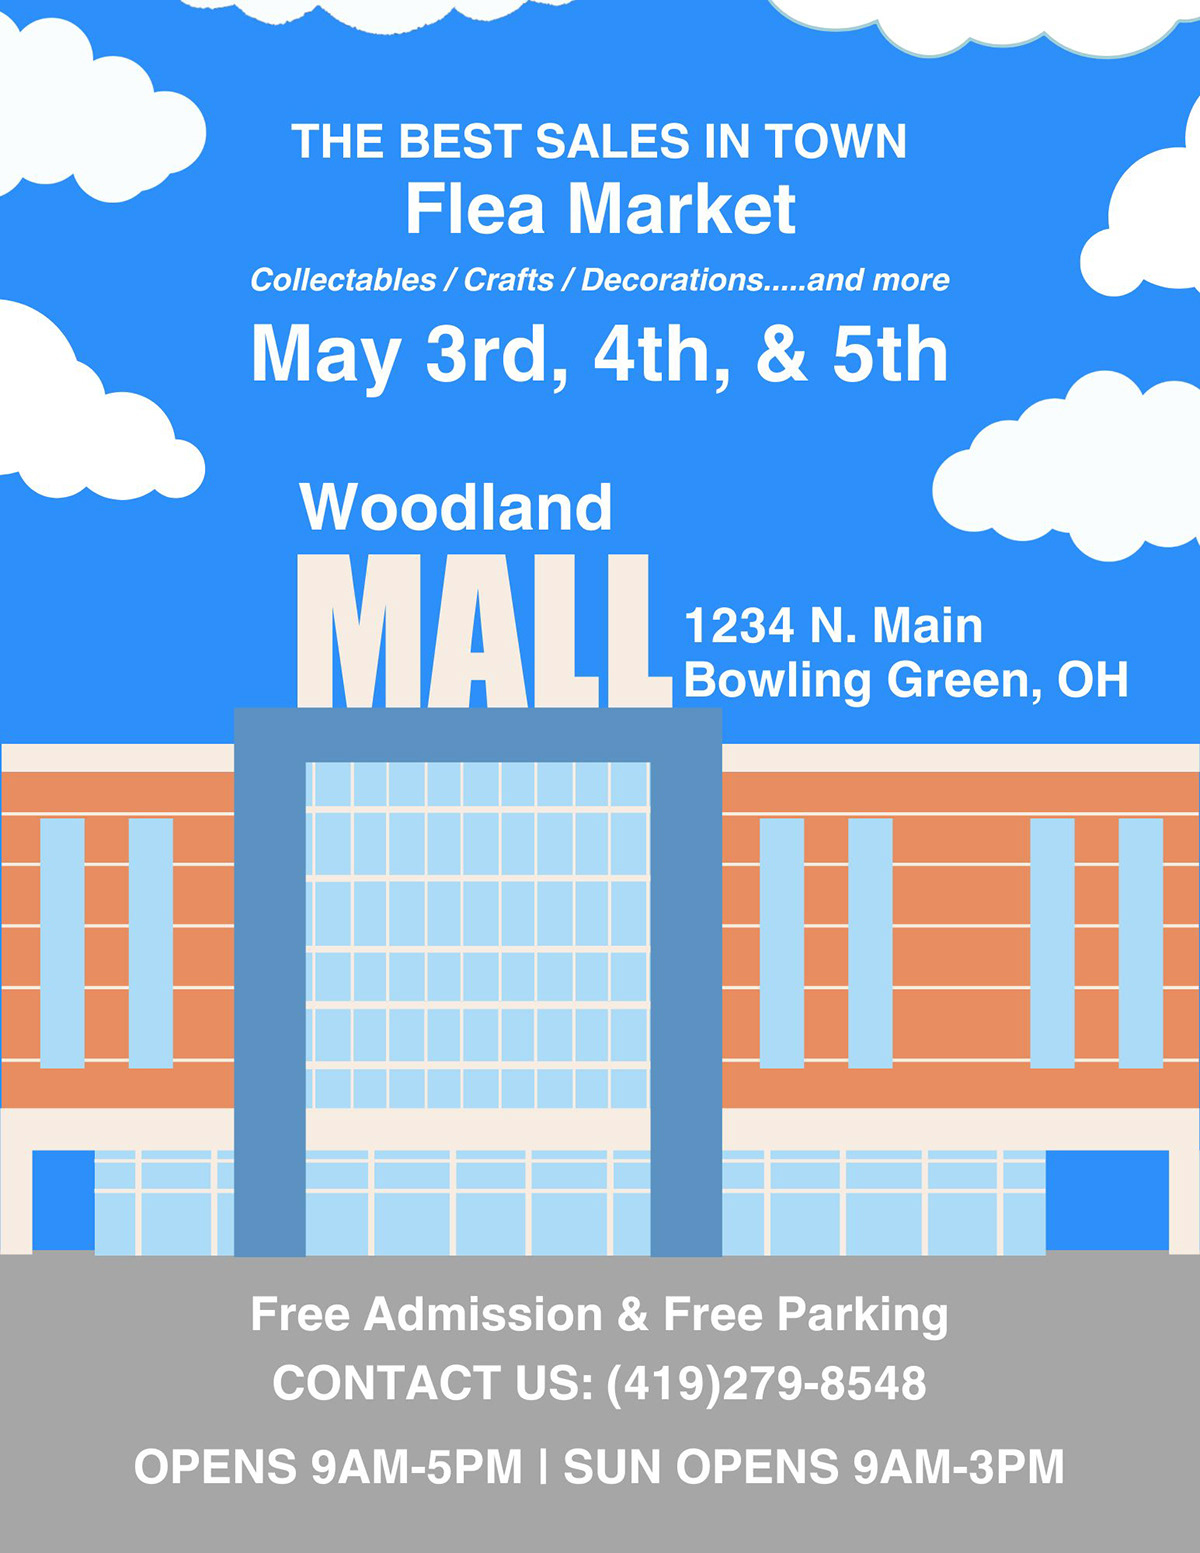 THE BEST SALES IN TOWN
Flea Market
Collectables / Crafts / Decorations.....and more
May 3rd, 4th, & 5th
Woodland
MALL
1234 N. Main
Bowling Green, OH
Free Admission & Free Parking
CONTACT US: (419)279-8548
OPENS 9AM-5PM | SUN OPENS 9AM-3PM